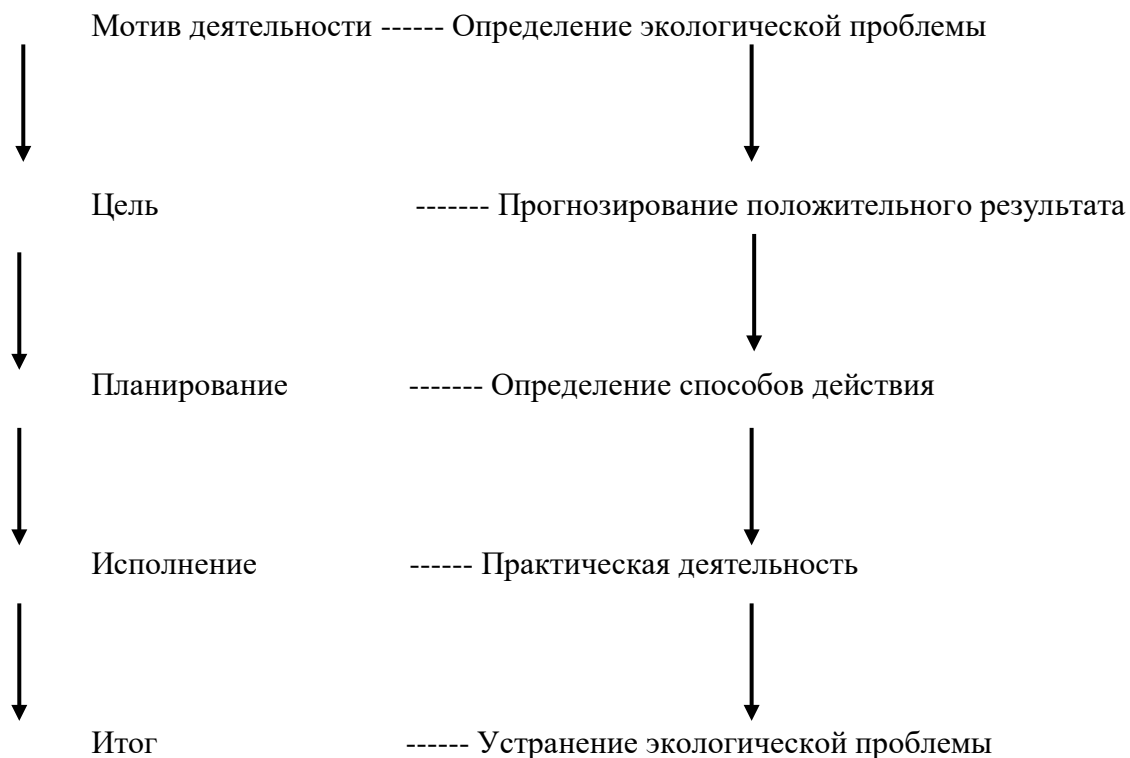 Мотив деятельности ------ Определение экологической проблемы
Цель ------- Прогнозирование положительного результата
Планирование ------- Определение способов действия
Исполнение ------ Практическая деятельность
Итог ------ Устранение экологической проблемы